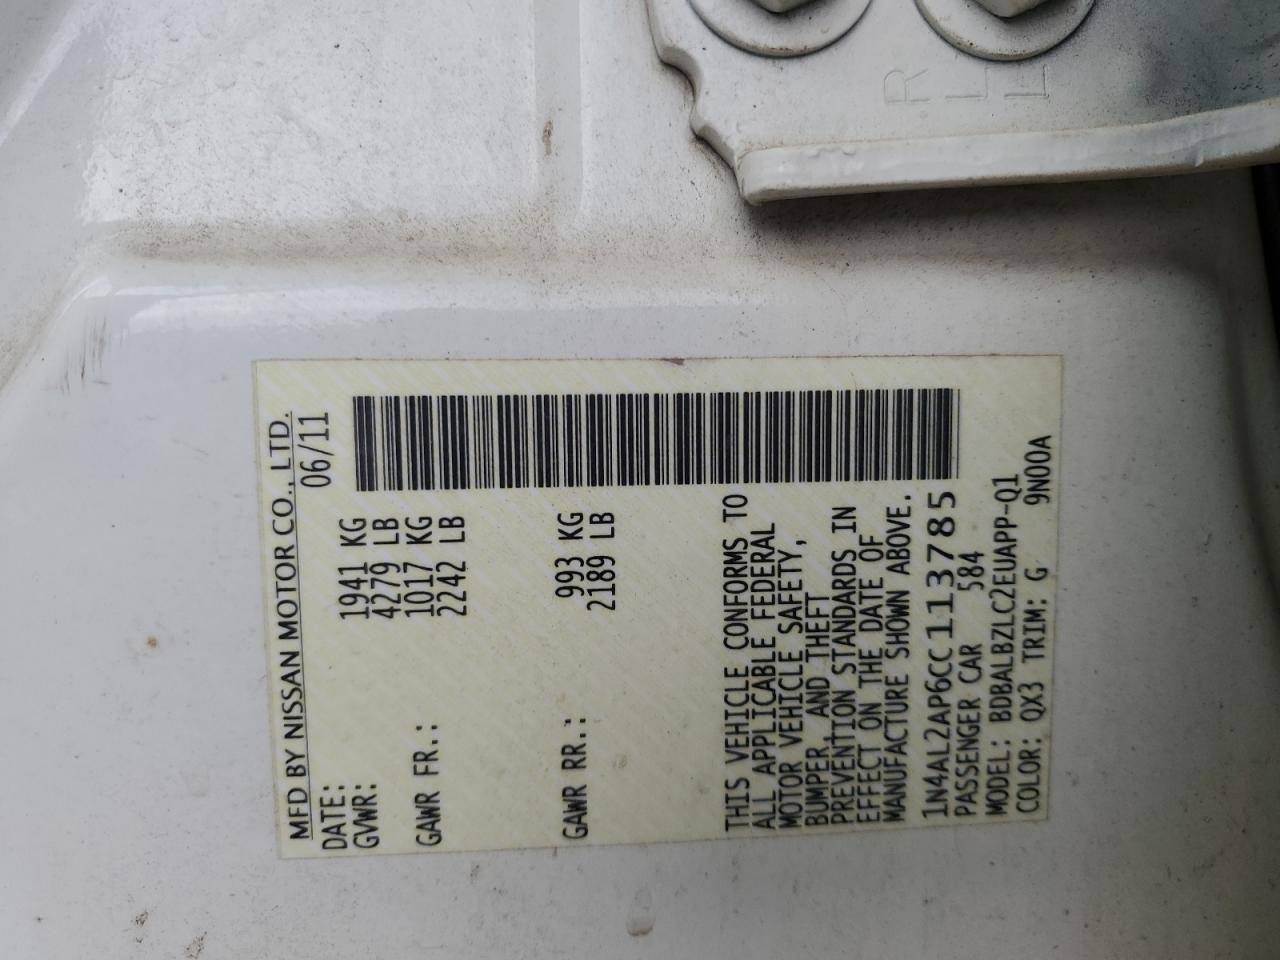 MFD BY NISSAN MOTOR CO., LTD.
DATE: 06/11
GVWR: 1941 KG
4279 LB
GAWR FR.: 1017 KG
2242 LB
GAWR RR.: 993 KG
2189 LB
THIS VEHICLE CONFORMS TO
ALL APPLICABLE FEDERAL
MOTOR VEHICLE SAFETY,
BUMPER, AND THEFT
PREVENTION STANDARDS IN
EFFECT ON THE DATE OF
MANUFACTURE SHOWN ABOVE.
1N4AL2AP6CC113785
PASSENGER CAR 584
MODEL: BDBALBZLC2EUAPP-Q1
COLOR: QX3 TRIM: G 9N00A